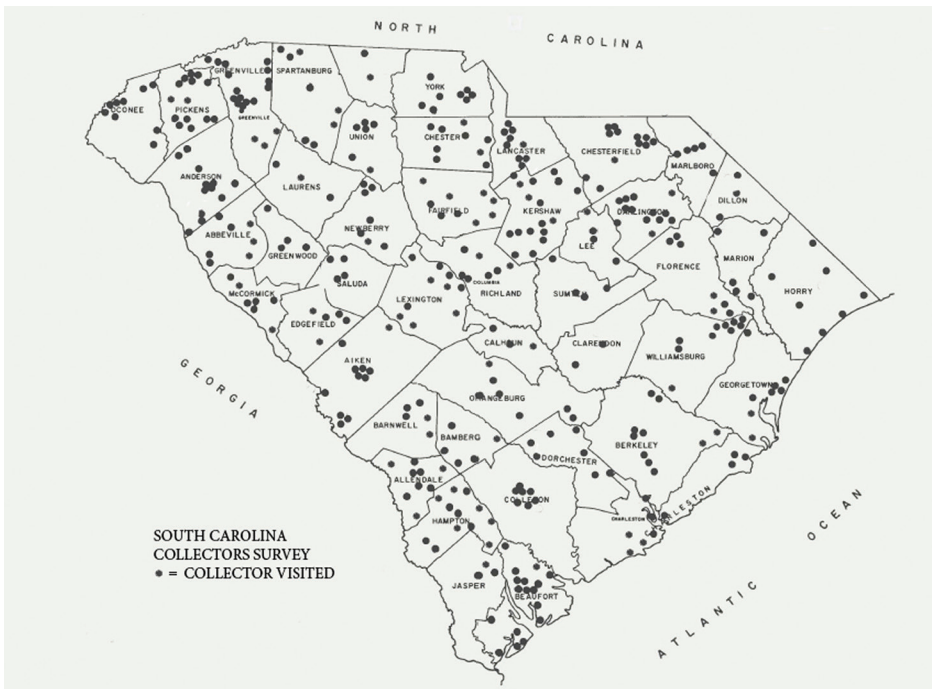 NORTH
CAROLINA
GREENVILLE
SPARTANBURG
YORK
OCONEE
PICKENS
GREENVILLE
UNION
CHESTER
LANCASTER
CHESTERFIELD
MARLBORO
ANDERSON
LAURENS
DILLON
FAIRFIELD
KERSHAW
DARLINGTON
ABBEVILLE
NEWBERRY
LEE
GREENWOOD
MARION
FLORENCE
SALUDA
COLUMBIA
McCORMICK
LEXINGTON
RICHLAND
SUMTER
HORRY
EDGEFIELD
CALHOUN
CLARENDON
WILLIAMSBURG
AIKEN
GEORGIA
ORANGEBURG
GEORGETOWN
BARNWELL
BAMBERG
BERKELEY
DORCHESTER
ALLENDALE
COLLETON
CHARLESTON
CHARLESTON
HAMPTON
SOUTH CAROLINA
COLLECTORS SURVEY
● = COLLECTOR VISITED
JASPER
BEAUFORT
ATLANTIC
OCEAN